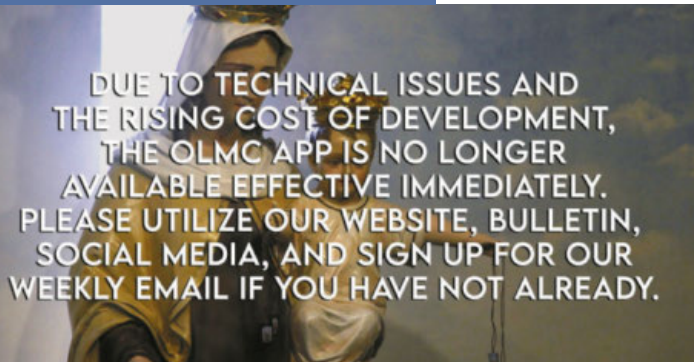 DUE TO TECHNICAL ISSUES AND
THE RISING COST OF DEVELOPMENT,
THE OLMC APP IS NO LONGER
AVAILABLE EFFECTIVE IMMEDIATELY.
PLEASE UTILIZE OUR WEBSITE, BULLETIN,
SOCIAL MEDIA, AND SIGN UP FOR OUR
WEEKLY EMAIL IF YOU HAVE NOT ALREADY.